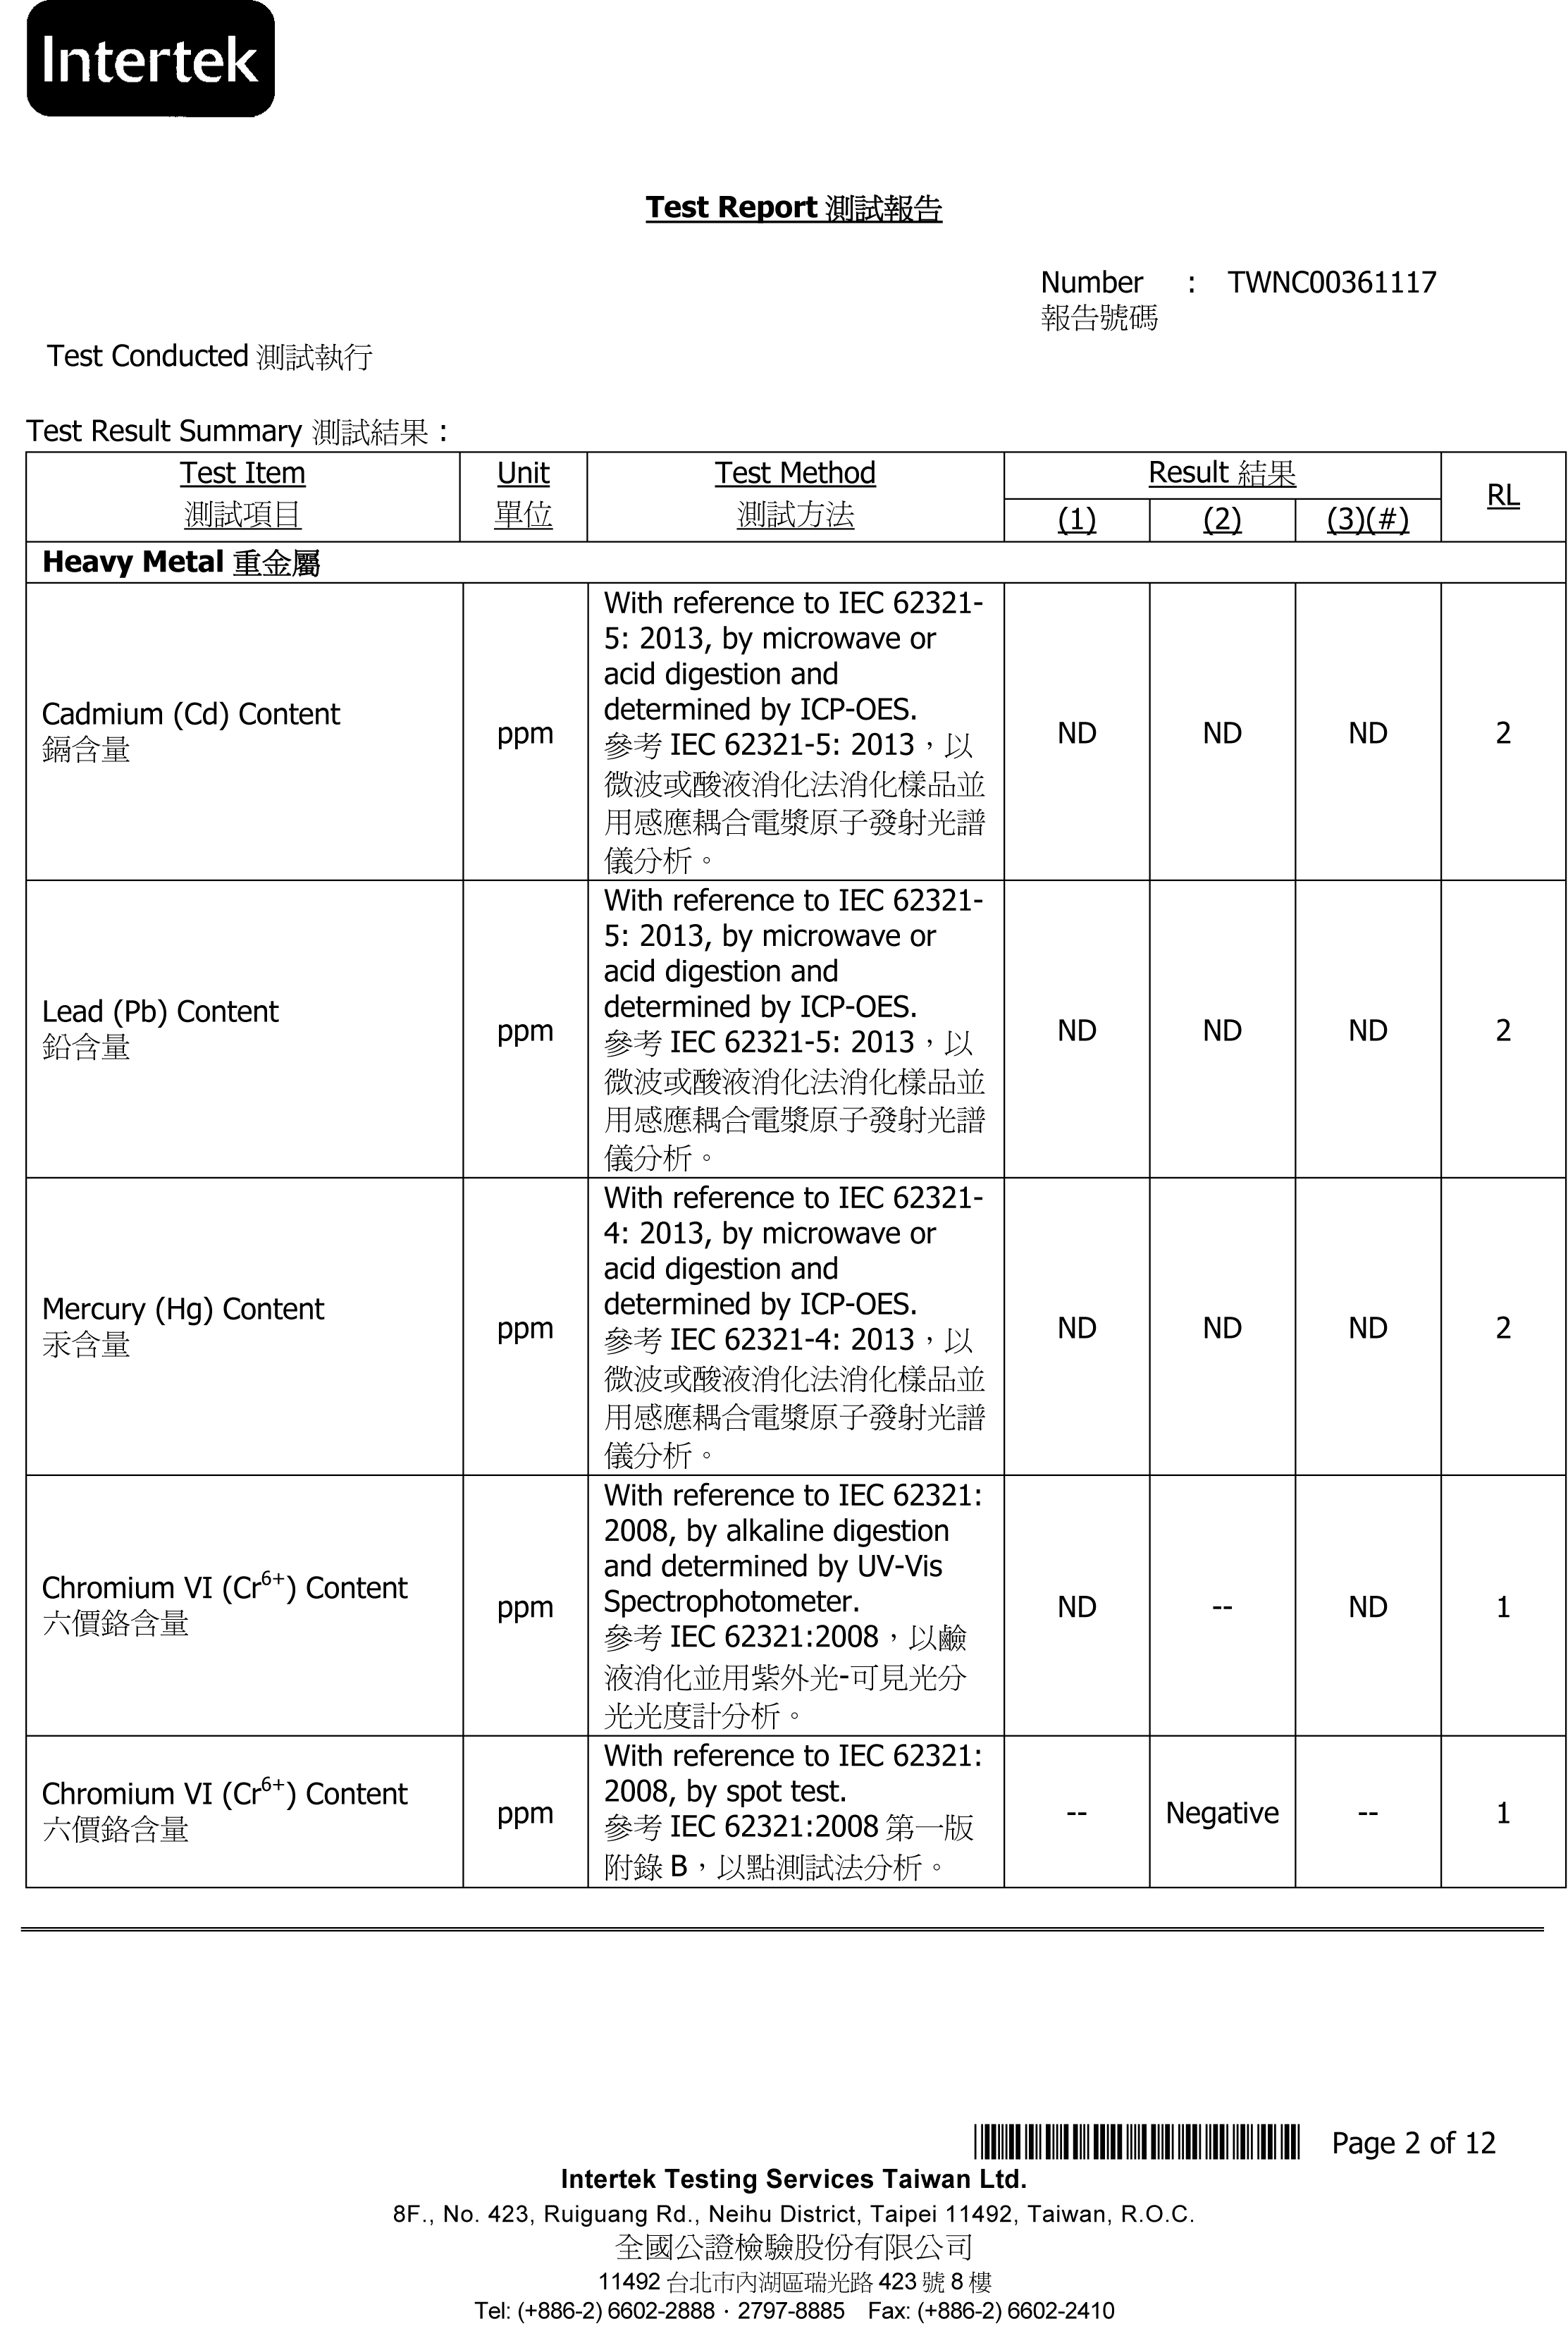 Intertek
Test Report 測試報告
Number : TWNC00361117
報告號碼
Test Conducted 測試執行
Test Result Summary 測試結果 :
Test Item Unit Test Method Result 結果 RL
測試項目 單位 測試方法 (1) (2) (3)(#)
Heavy Metal 重金屬
Cadmium (Cd) Content
鎘含量
ppm
With reference to IEC 62321-
5: 2013, by microwave or
acid digestion and
determined by ICP-OES.
參考 IEC 62321-5: 2013，以
微波或酸液消化法消化樣品並
用感應耦合電漿原子發射光譜
儀分析。
ND ND ND 2
Lead (Pb) Content
鉛含量
ppm
With reference to IEC 62321-
5: 2013, by microwave or
acid digestion and
determined by ICP-OES.
參考 IEC 62321-5: 2013，以
微波或酸液消化法消化樣品並
用感應耦合電漿原子發射光譜
儀分析。
ND ND ND 2
Mercury (Hg) Content
汞含量
ppm
With reference to IEC 62321-
4: 2013, by microwave or
acid digestion and
determined by ICP-OES.
參考 IEC 62321-4: 2013，以
微波或酸液消化法消化樣品並
用感應耦合電漿原子發射光譜
儀分析。
ND ND ND 2
Chromium VI (Cr⁶⁺) Content
六價鉻含量
ppm
With reference to IEC 62321:
2008, by alkaline digestion
and determined by UV-Vis
Spectrophotometer.
參考 IEC 62321:2008，以鹼
液消化並用紫外光-可見光分
光光度計分析。
ND -- ND 1
Chromium VI (Cr⁶⁺) Content
六價鉻含量
ppm
With reference to IEC 62321:
2008, by spot test.
參考 IEC 62321:2008 第一版
附錄 B，以點測試法分析。
-- Negative -- 1
Page 2 of 12
Intertek Testing Services Taiwan Ltd.
8F., No. 423, Ruiguang Rd., Neihu District, Taipei 11492, Taiwan, R.O.C.
全國公證檢驗股份有限公司
11492 台北市內湖區瑞光路 423 號 8 樓
Tel: (+886-2) 6602-2888 · 2797-8885 Fax: (+886-2) 6602-2410